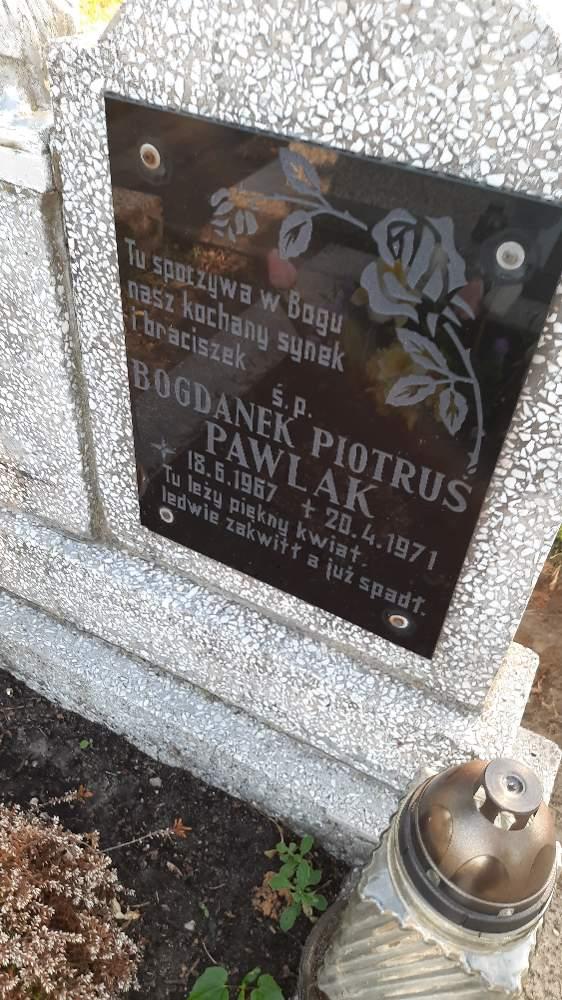 Tu spoczywa w Bogu
nasz kochany synek
i braciszek
ś.p.
BOGDANEK PIOTRUŚ
PAWLAK
18.6.1967 + 20.4.1971
Tu leży piękny kwiat,
ledwie zakwitł a już spadł.